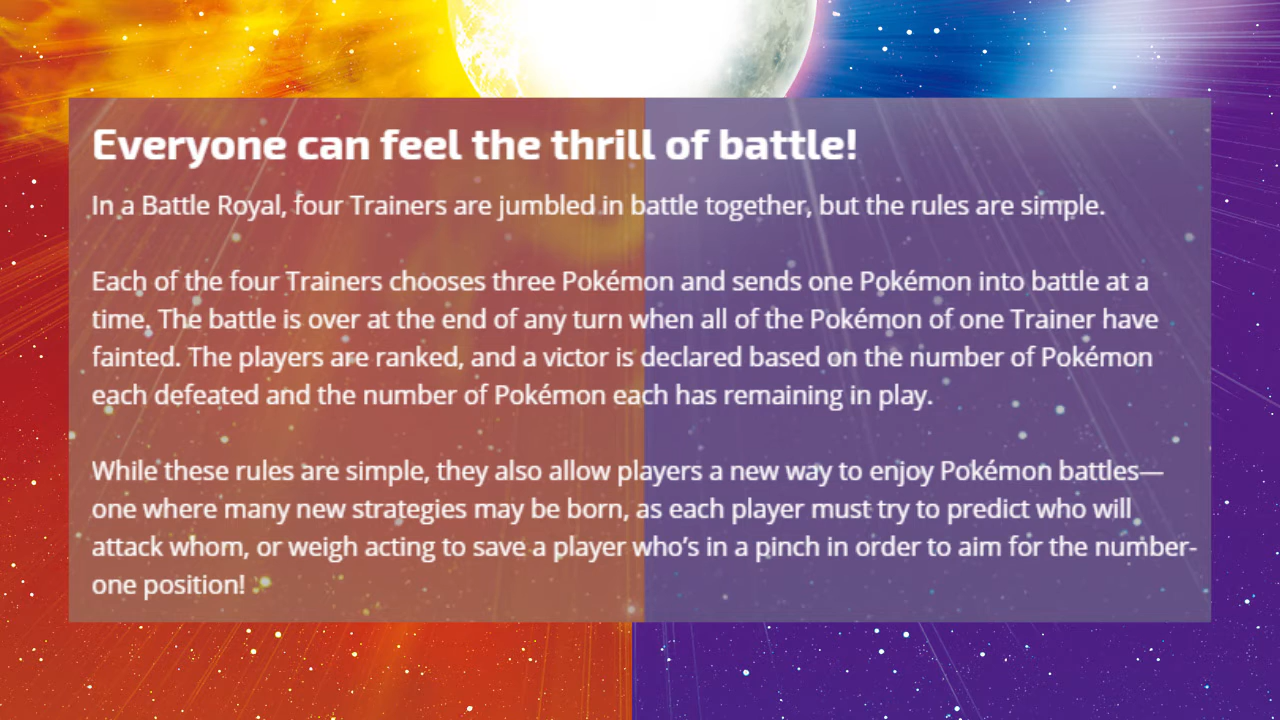 Everyone can feel the thrill of battle!
In a Battle Royal, four Trainers are jumbled in battle together, but the rules are simple.
Each of the four Trainers chooses three Pokémon and sends one Pokémon into battle at a
time. The battle is over at the end of any turn when all of the Pokémon of one Trainer have
fainted. The players are ranked, and a victor is declared based on the number of Pokémon
each defeated and the number of Pokémon each has remaining in play.
While these rules are simple, they also allow players a new way to enjoy Pokémon battles—
one where many new strategies may be born, as each player must try to predict who will
attack whom, or weigh acting to save a player who’s in a pinch in order to aim for the number-
one position!